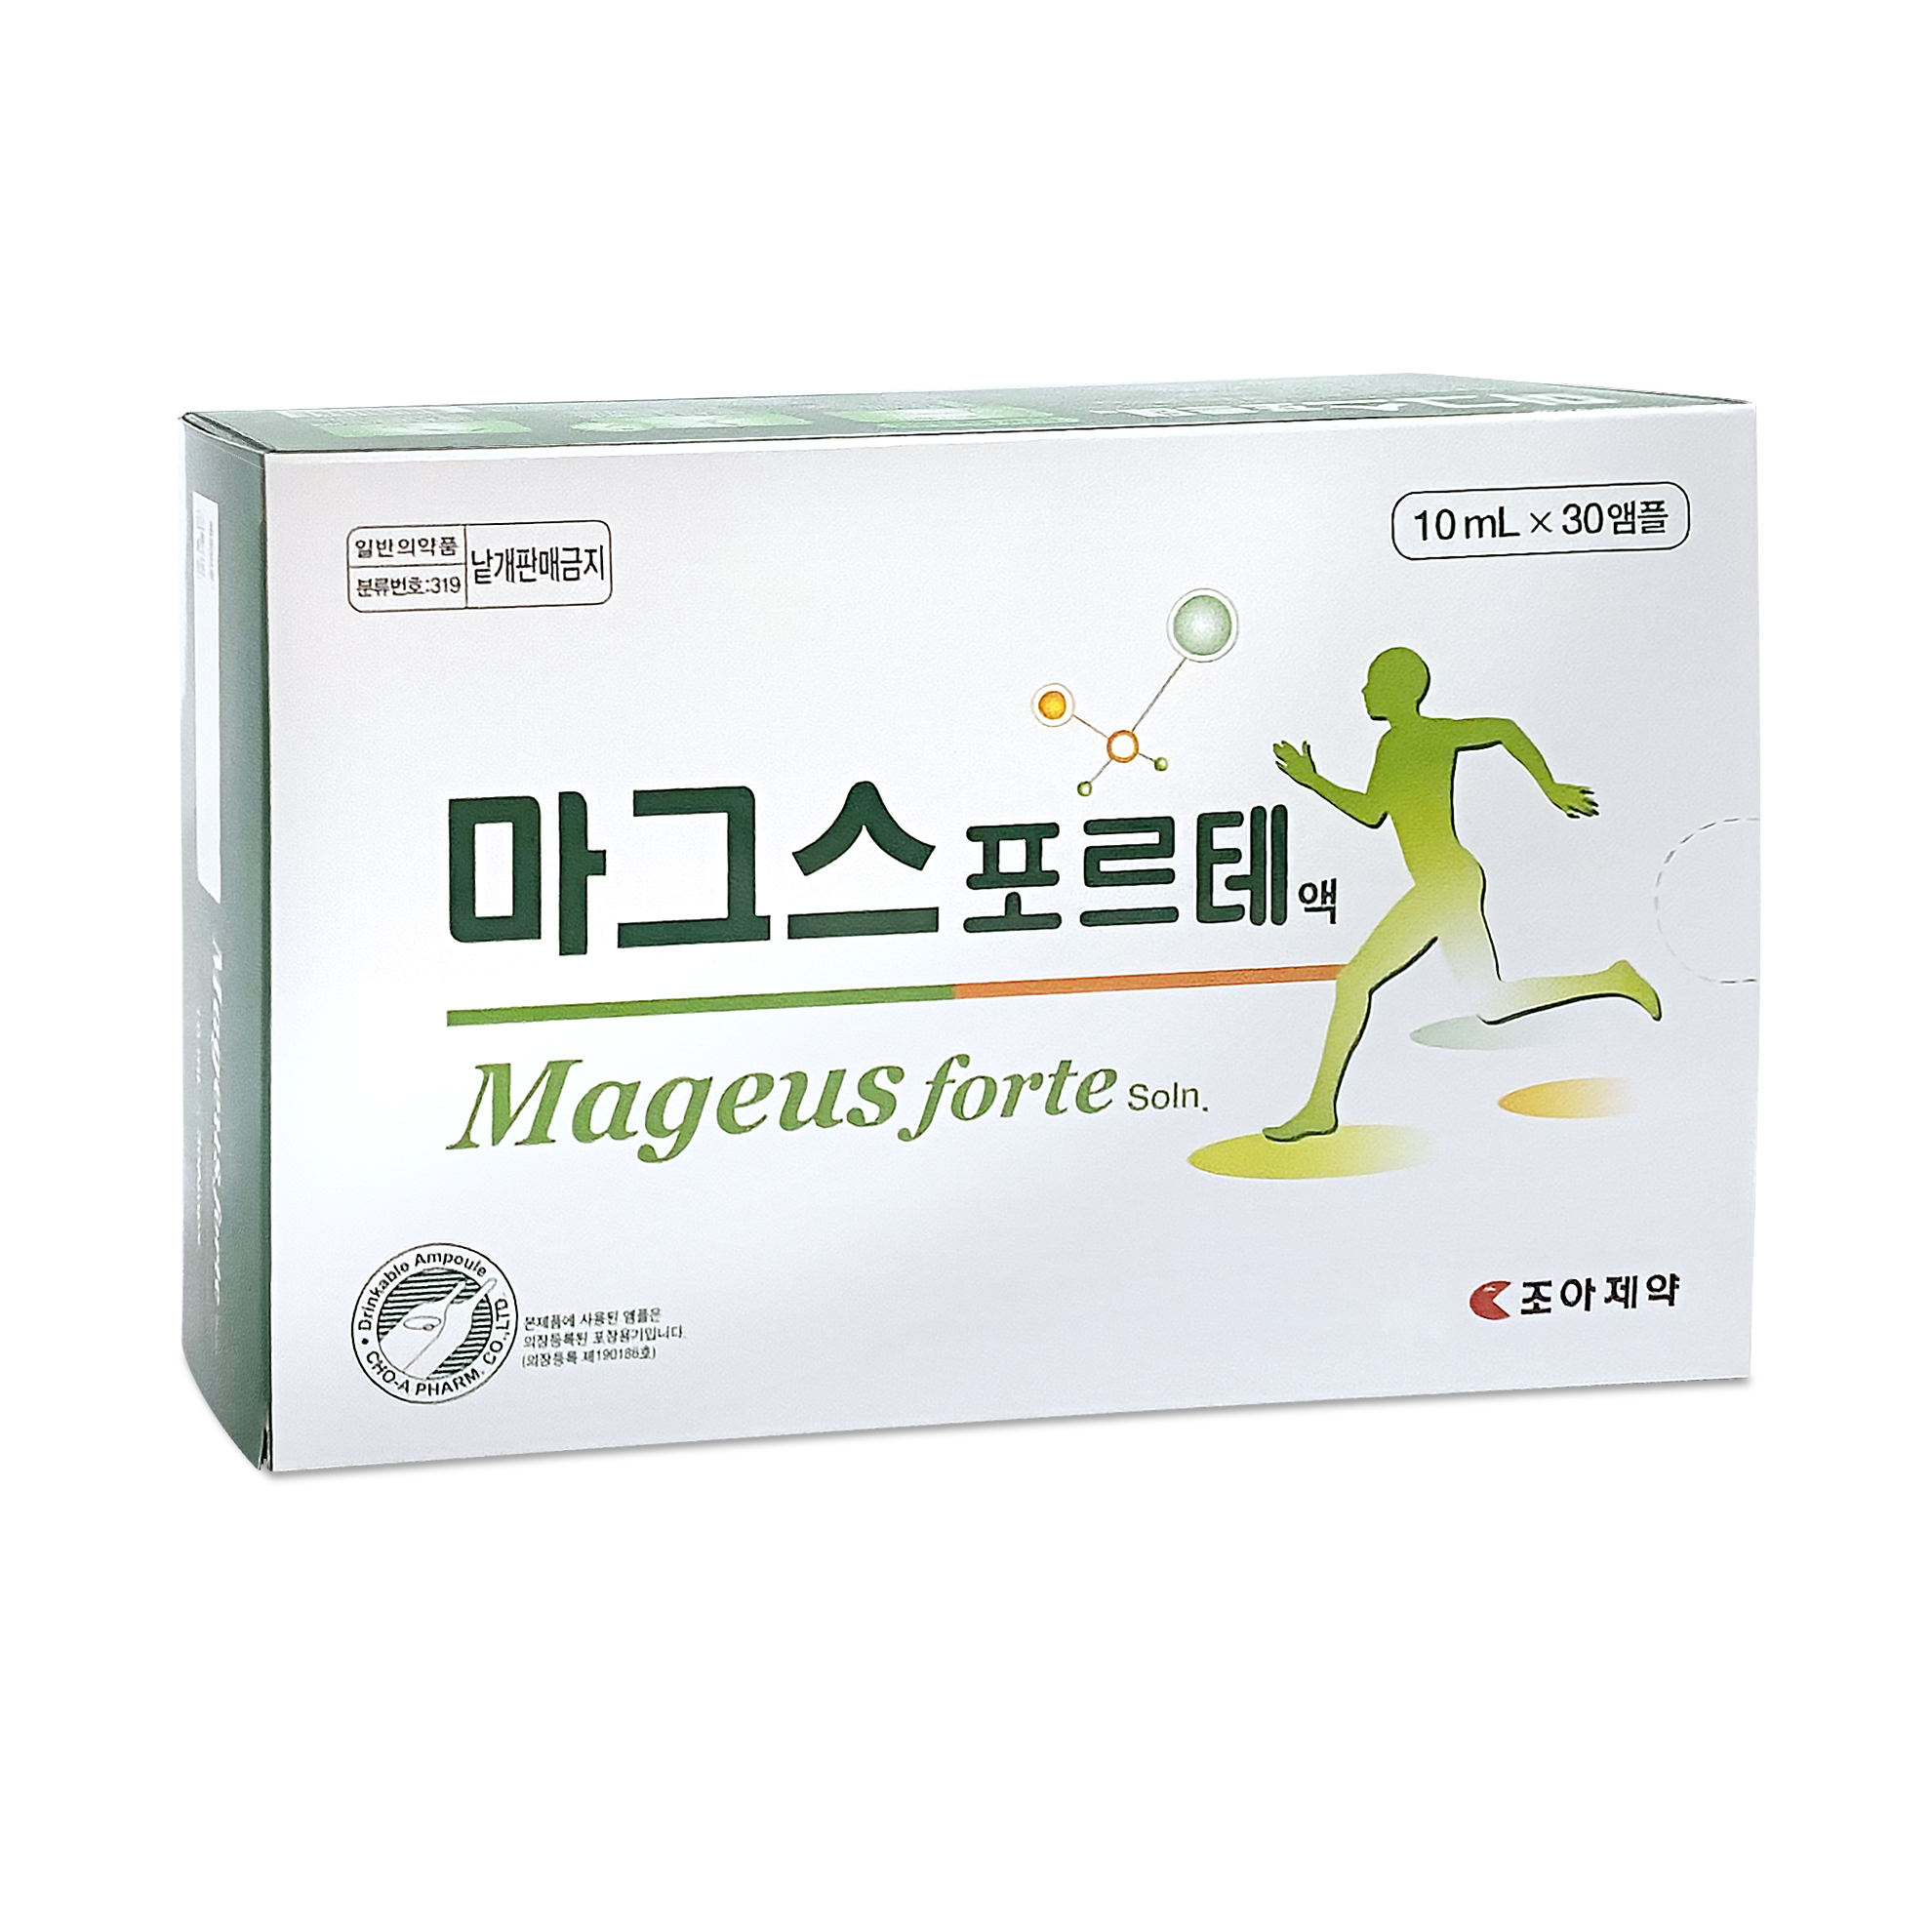 일반의약품
분류번호:319
낱개판매금지
10mL × 30앰플
마그스포르테액
Mageus forte Soln.
Drinkable Ampoule
CHO-A PHARM. CO.,LTD.
본제품에 사용된 앰플은
의장등록된 포장용기입니다.
(의장등록 제190186호)
조아제약
Mageus forte